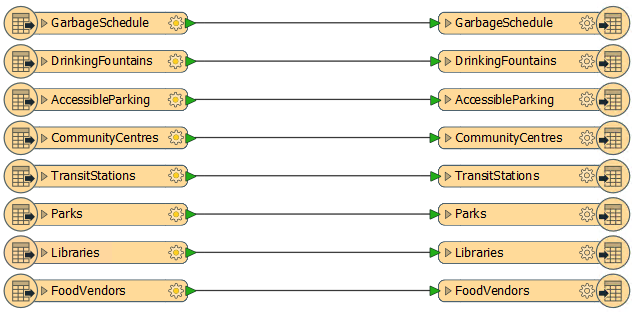 GarbageSchedule GarbageSchedule
DrinkingFountains DrinkingFountains
AccessibleParking AccessibleParking
CommunityCentres CommunityCentres
TransitStations TransitStations
Parks Parks
Libraries Libraries
FoodVendors FoodVendors